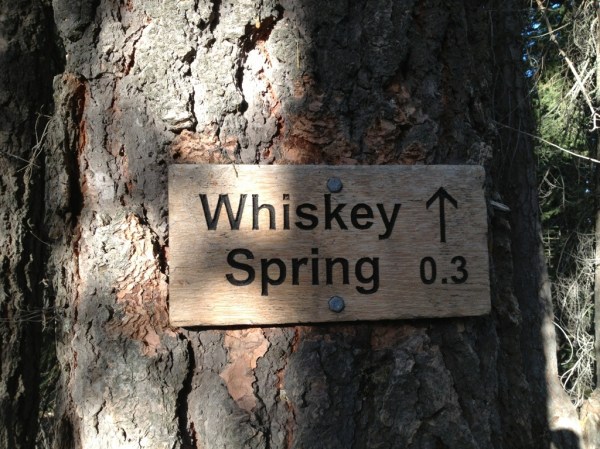 Whiskey ↑
Spring 0.3